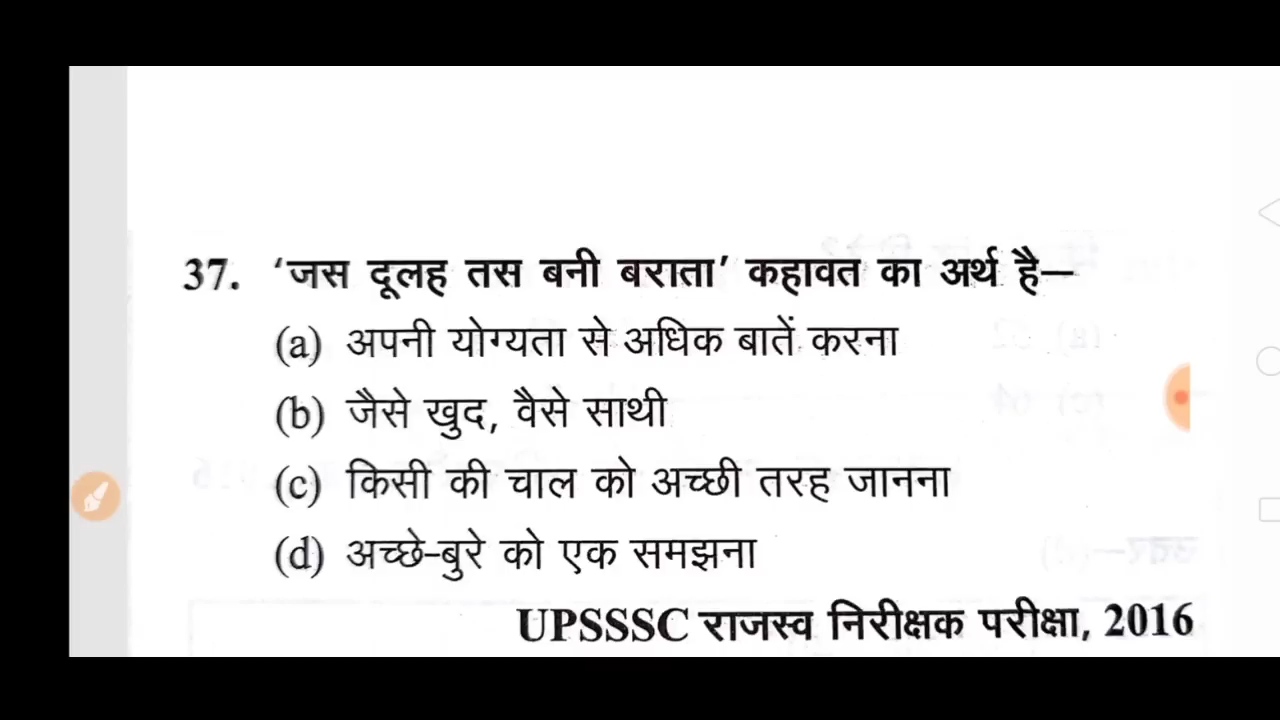 37. ‘जस दूलह तस बनी बराता’ कहावत का अर्थ है—
(a) अपनी योग्यता से अधिक बातें करना
(b) जैसे खुद, वैसे साथी
(c) किसी की चाल को अच्छी तरह जानना
(d) अच्छे-बुरे को एक समझना
UPSSSC राजस्व निरीक्षक परीक्षा, 2016